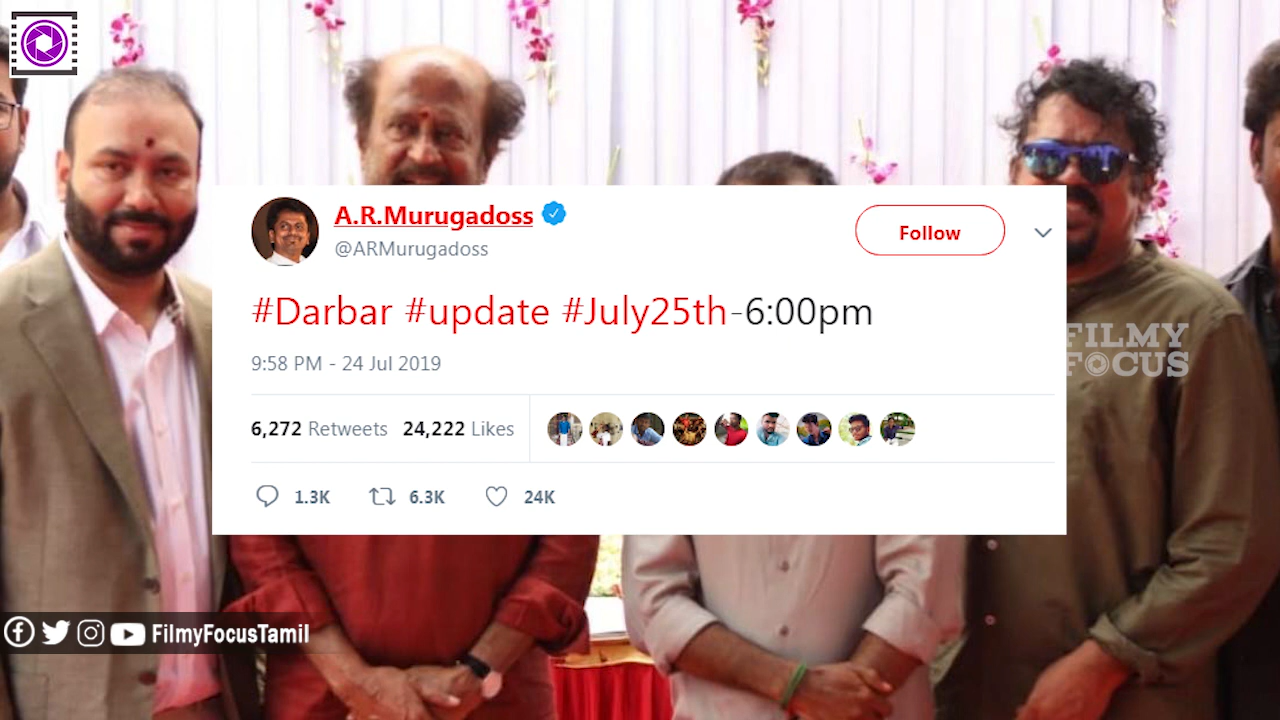 A.R.Murugadoss
@ARMurugadoss
Follow
#Darbar #update #July25th-6:00pm
9:58 PM - 24 Jul 2019
FILMY
FOCUS
6,272 Retweets 24,222 Likes
1.3K 6.3K 24K
FilmyFocusTamil